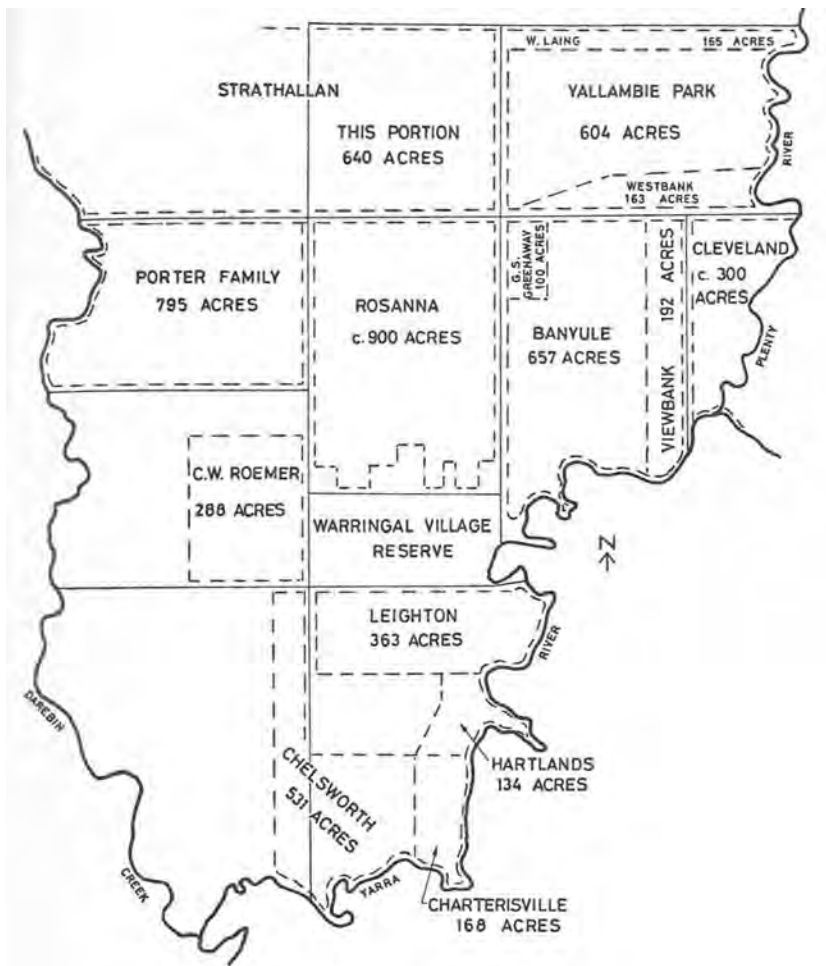 W. LAING 165 ACRES
STRATHALLAN
YALLAMBIE PARK
604 ACRES
THIS PORTION
640 ACRES
RIVER
WESTBANK
163 ACRES
PORTER FAMILY
795 ACRES
ROSANNA
c. 900 ACRES
G. S.
GREENAWAY
100 ACRES
BANYULE
657 ACRES
VIEWBANK 192 ACRES
CLEVELAND
c. 300
ACRES
PLENTY
C.W. ROEMER
288 ACRES
WARRINGAL VILLAGE
RESERVE
N
LEIGHTON
363 ACRES
RIVER
DAREBIN
HARTLANDS
134 ACRES
CHELSWORTH
531 ACRES
CREEK
YARRA
CHARTERISVILLE
168 ACRES